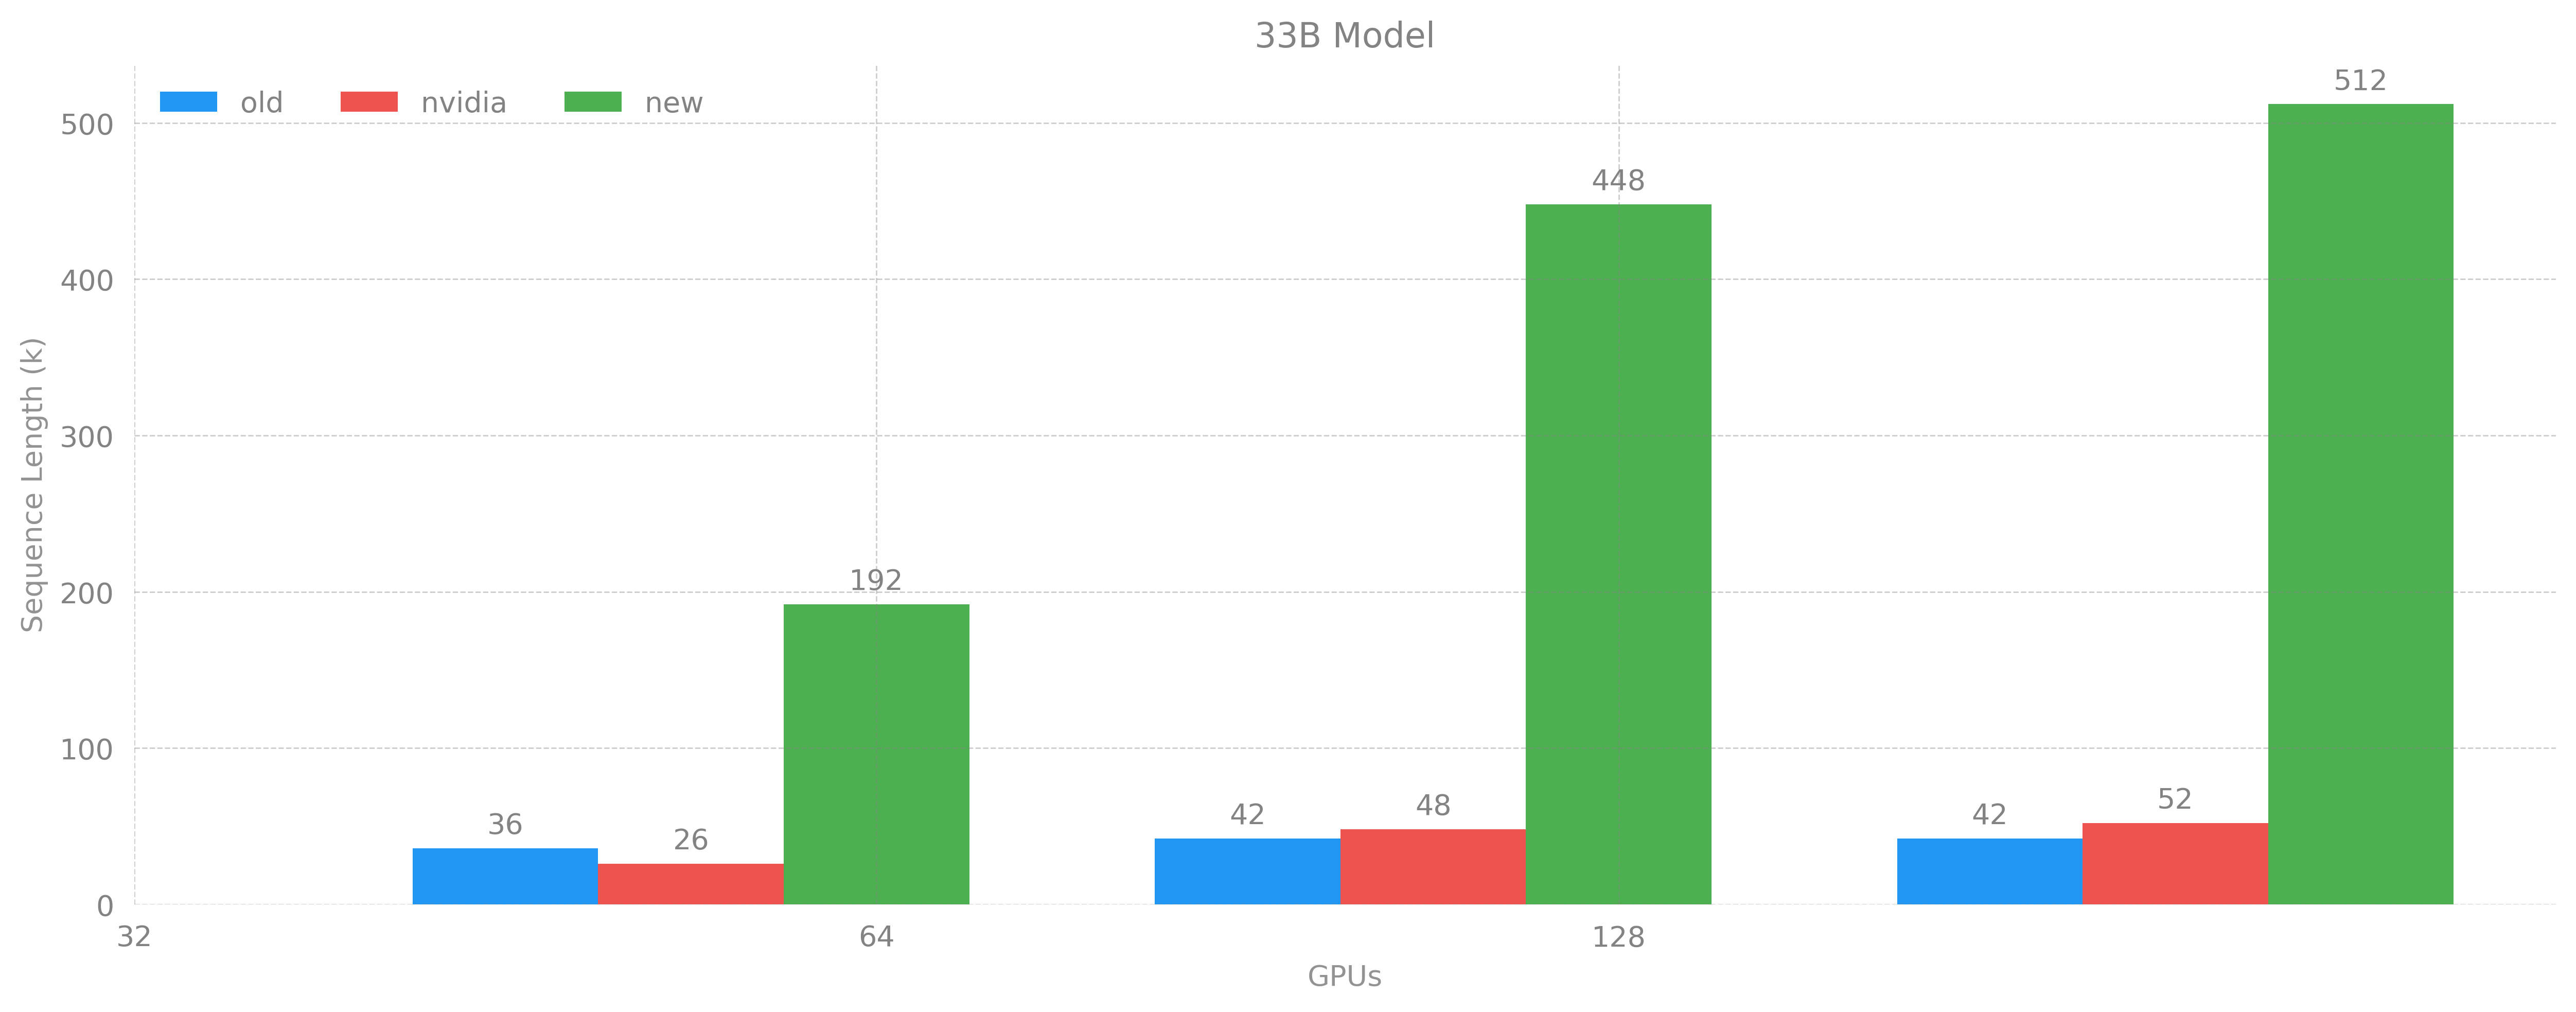 33B Model
old nvidia new
512
500
448
400
Sequence Length (k)
300
192
200
100
36 26 42 48 42 52
0
32 64 128
GPUs